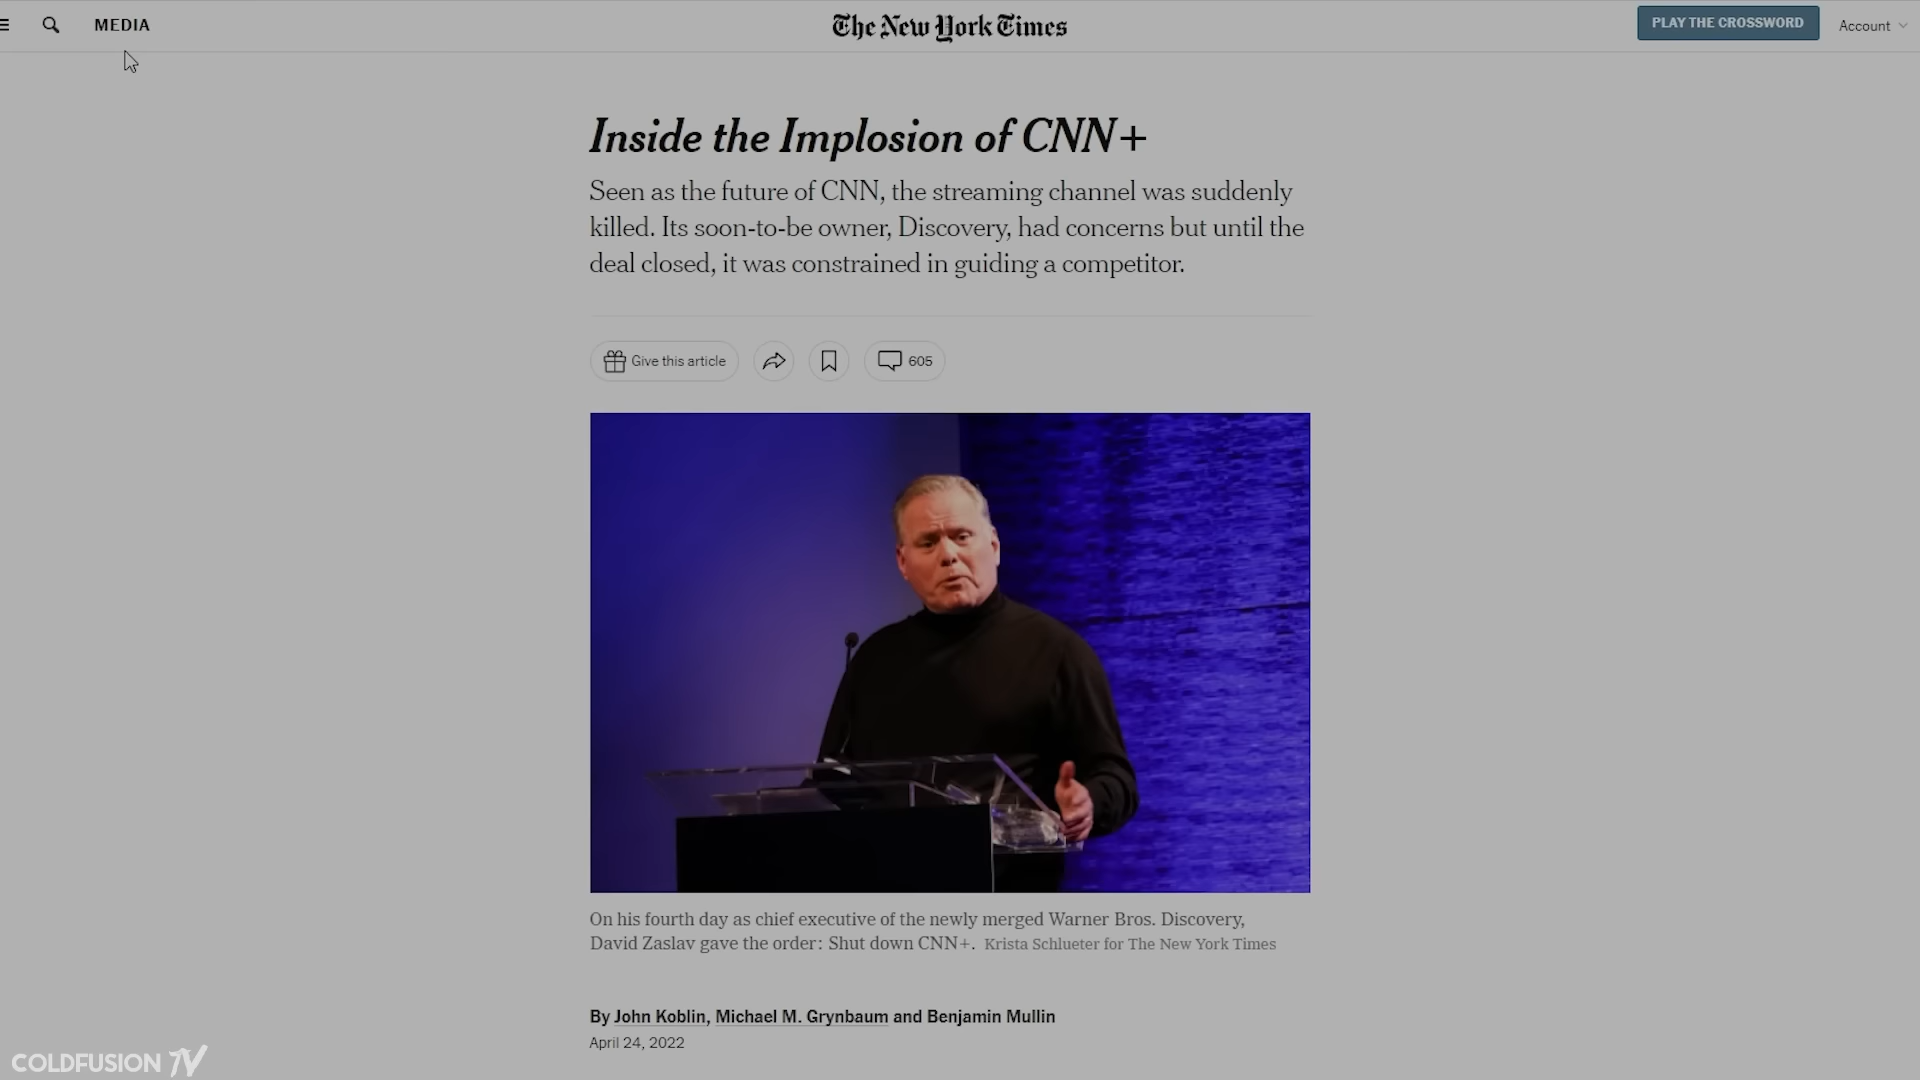 MEDIA
The New York Times
PLAY THE CROSSWORD
Account
Inside the Implosion of CNN+
Seen as the future of CNN, the streaming channel was suddenly
killed. Its soon-to-be owner, Discovery, had concerns but until the
deal closed, it was constrained in guiding a competitor.
Give this article
605
On his fourth day as chief executive of the newly merged Warner Bros. Discovery,
David Zaslav gave the order: Shut down CNN+. Krista Schlueter for The New York Times
By John Koblin, Michael M. Grynbaum and Benjamin Mullin
April 24, 2022
COLDFUSION TV